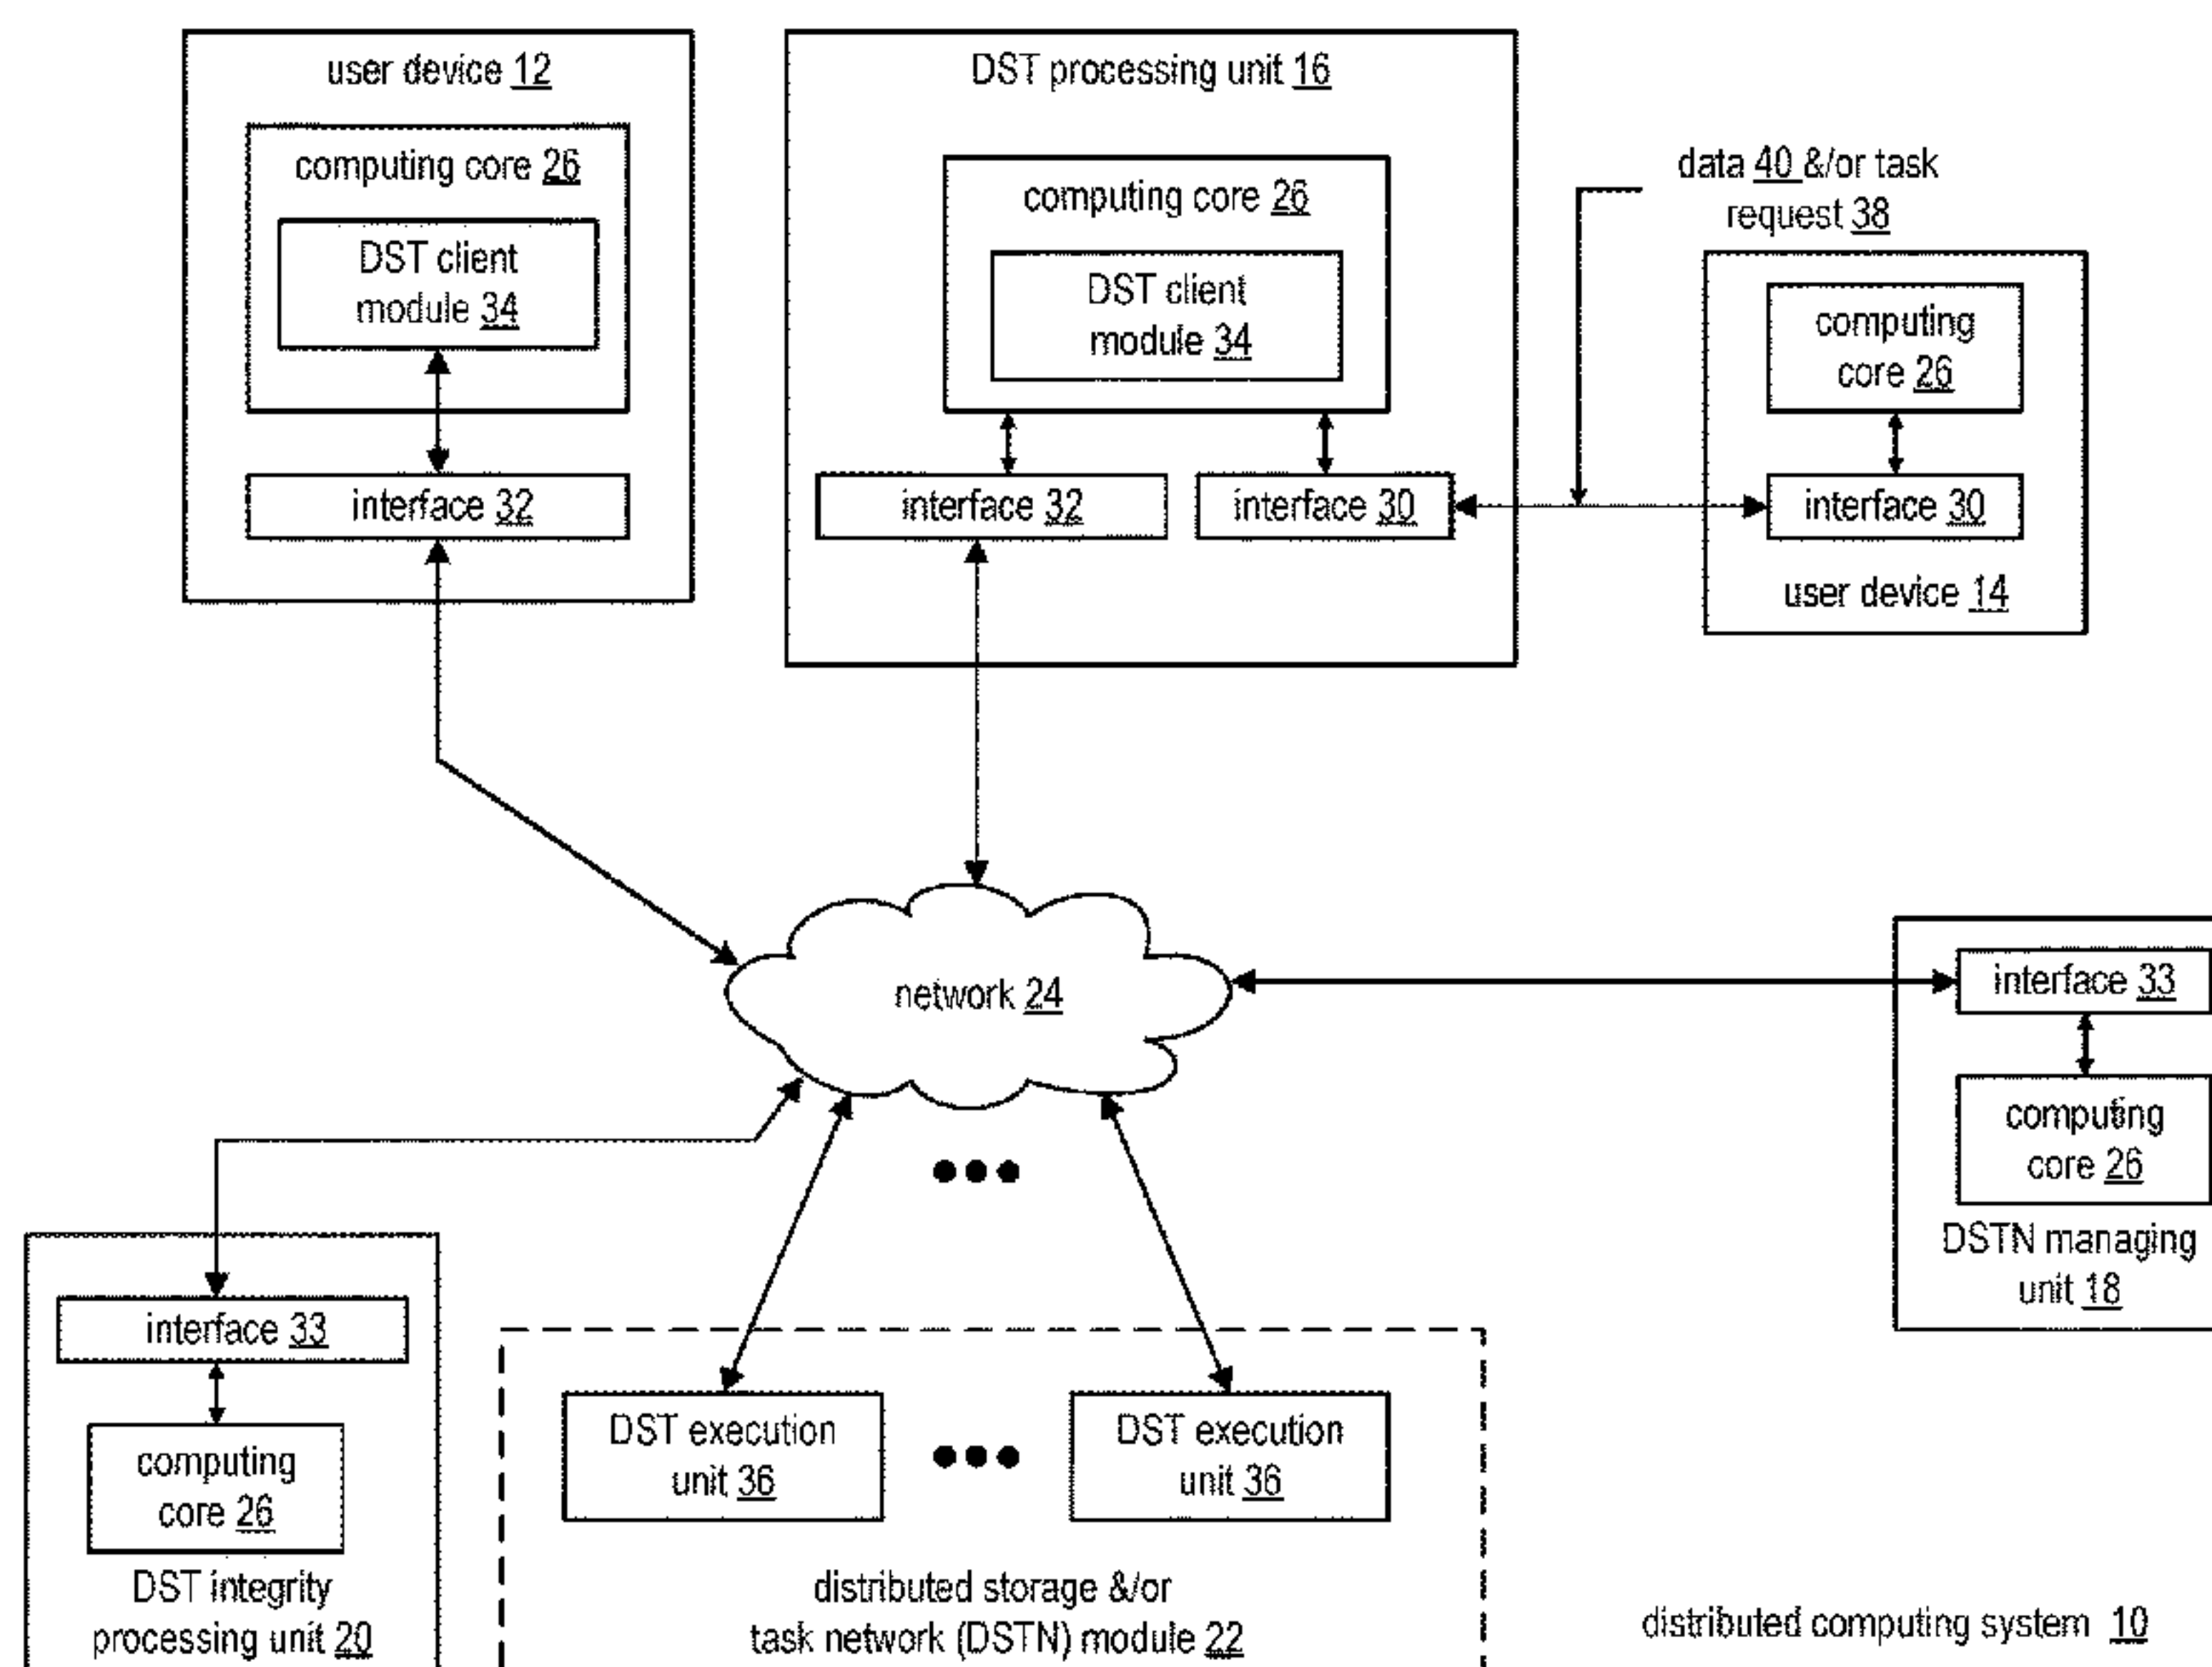 user device 12
computing core 26
DST client
module 34
interface 32
DST processing unit 16
computing core 26
DST client
module 34
interface 32
interface 30
data 40 &/or task
request 38
computing
core 26
interface 30
user device 14
network 24
interface 33
computing
core 26
DSTN managing
unit 18
interface 33
computing
core 26
DST integrity
processing unit 20
DST execution
unit 36
DST execution
unit 36
distributed storage &/or
task network (DSTN) module 22
distributed computing system 10